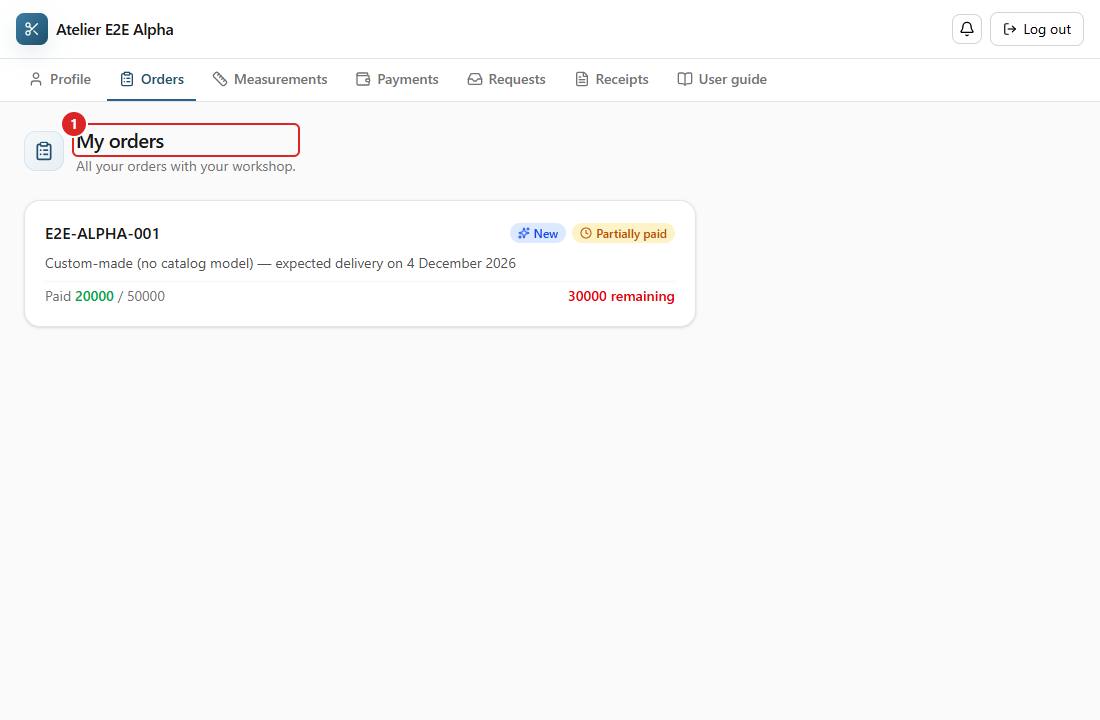 Atelier E2E Alpha
Log out
Profile
Orders
Measurements
Payments
Requests
Receipts
User guide
1
My orders
All your orders with your workshop.
E2E-ALPHA-001
New
Partially paid
Custom-made (no catalog model) — expected delivery on 4 December 2026
Paid 20000 / 50000
30000 remaining